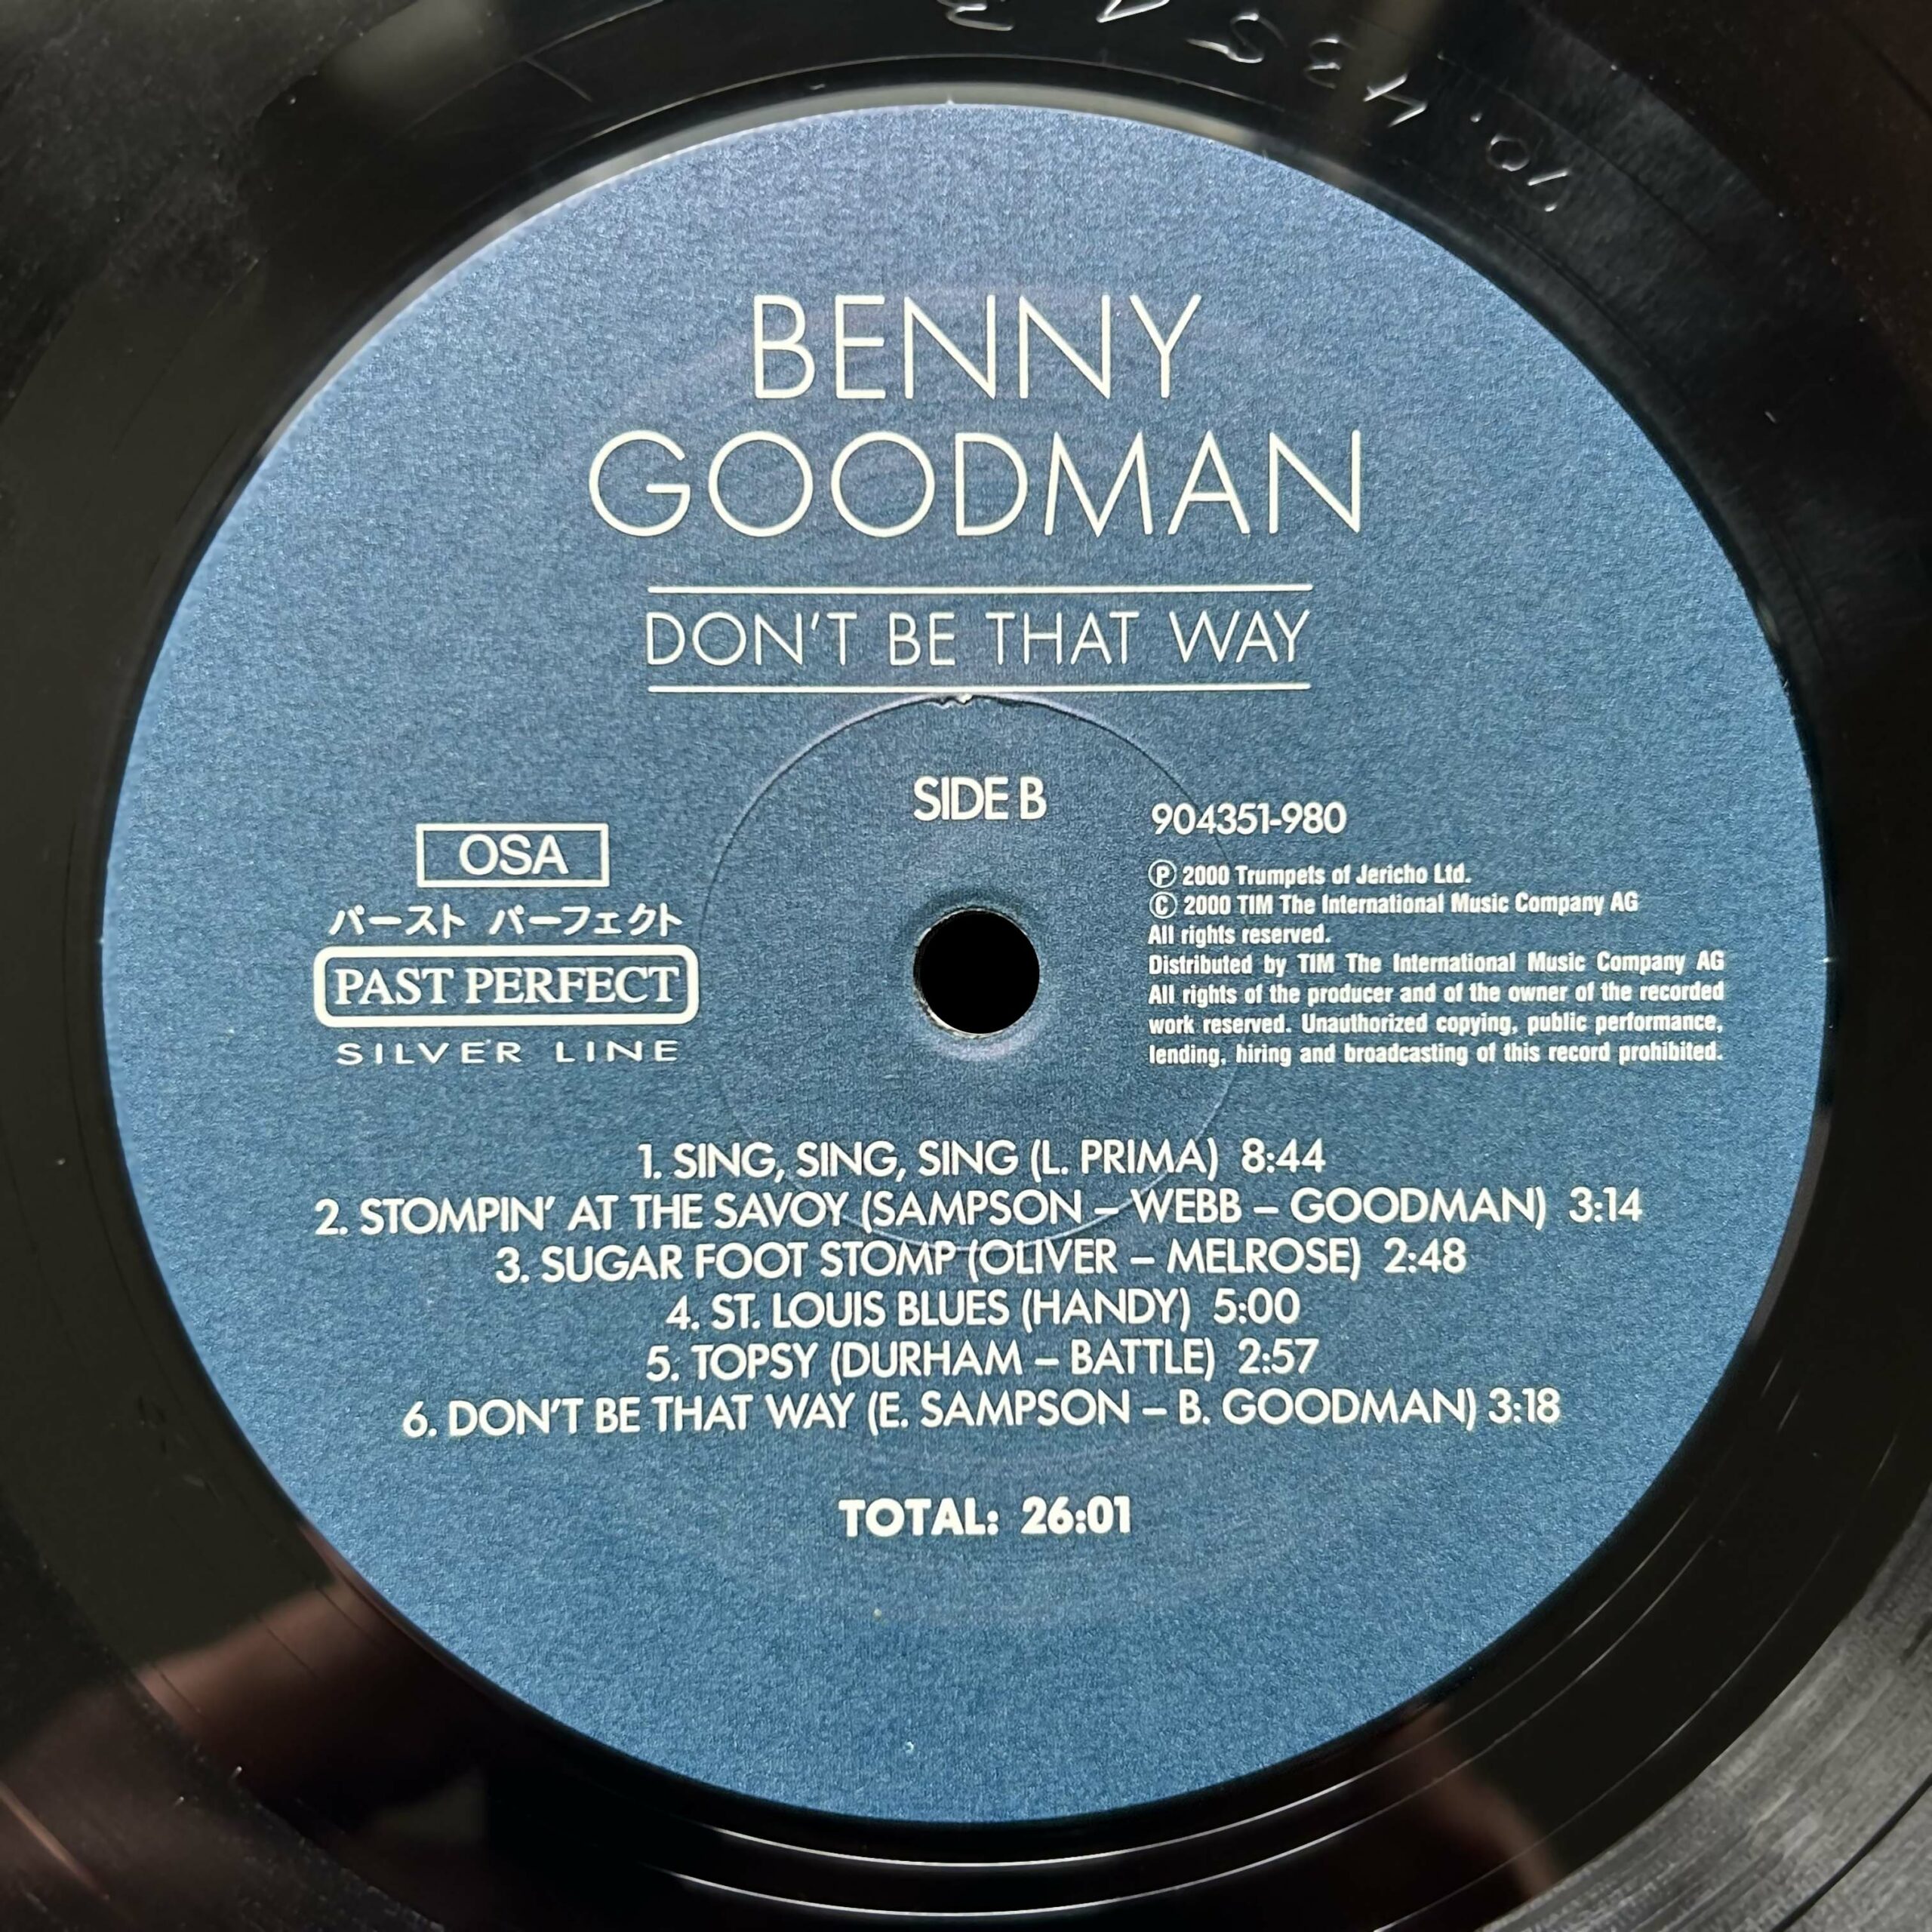 BENNY
GOODMAN
DON'T BE THAT WAY
SIDE B
OSA
パースト パーフェクト
PAST PERFECT
SILVER LINE
904351-980
Ⓟ 2000 Trumpets of Jericho Ltd.
Ⓒ 2000 TIM The International Music Company AG
All rights reserved.
Distributed by TIM The International Music Company AG
All rights of the producer and of the owner of the recorded
work reserved. Unauthorized copying, public performance,
lending, hiring and broadcasting of this record prohibited.
1. SING, SING, SING (L. PRIMA) 8:44
2. STOMPIN' AT THE SAVOY (SAMPSON – WEBB – GOODMAN) 3:14
3. SUGAR FOOT STOMP (OLIVER – MELROSE) 2:48
4. ST. LOUIS BLUES (HANDY) 5:00
5. TOPSY (DURHAM – BATTLE) 2:57
6. DON'T BE THAT WAY (E. SAMPSON – B. GOODMAN) 3:18
TOTAL: 26:01